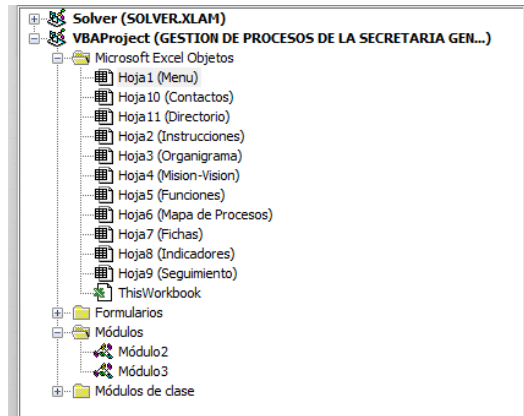 Solver (SOLVER.XLAM)
VBAProject (GESTION DE PROCESOS DE LA SECRETARIA GEN...)
Microsoft Excel Objetos
Hoja1 (Menu)
Hoja10 (Contactos)
Hoja11 (Directorio)
Hoja2 (Instrucciones)
Hoja3 (Organigrama)
Hoja4 (Mision-Vision)
Hoja5 (Funciones)
Hoja6 (Mapa de Procesos)
Hoja7 (Fichas)
Hoja8 (Indicadores)
Hoja9 (Seguimiento)
ThisWorkbook
Formularios
Módulos
Módulo2
Módulo3
Módulos de clase